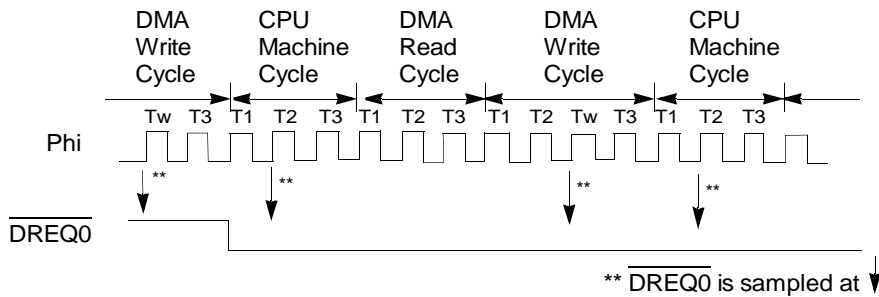 DMA Write Cycle
CPU Machine Cycle
DMA Read Cycle
DMA Write Cycle
CPU Machine Cycle
Tw T3 T1 T2 T3 T1 T2 T3 T1 T2 Tw T3 T1 T2 T3
Phi
** ** ** **
DREQ0
** DREQ0 is sampled at